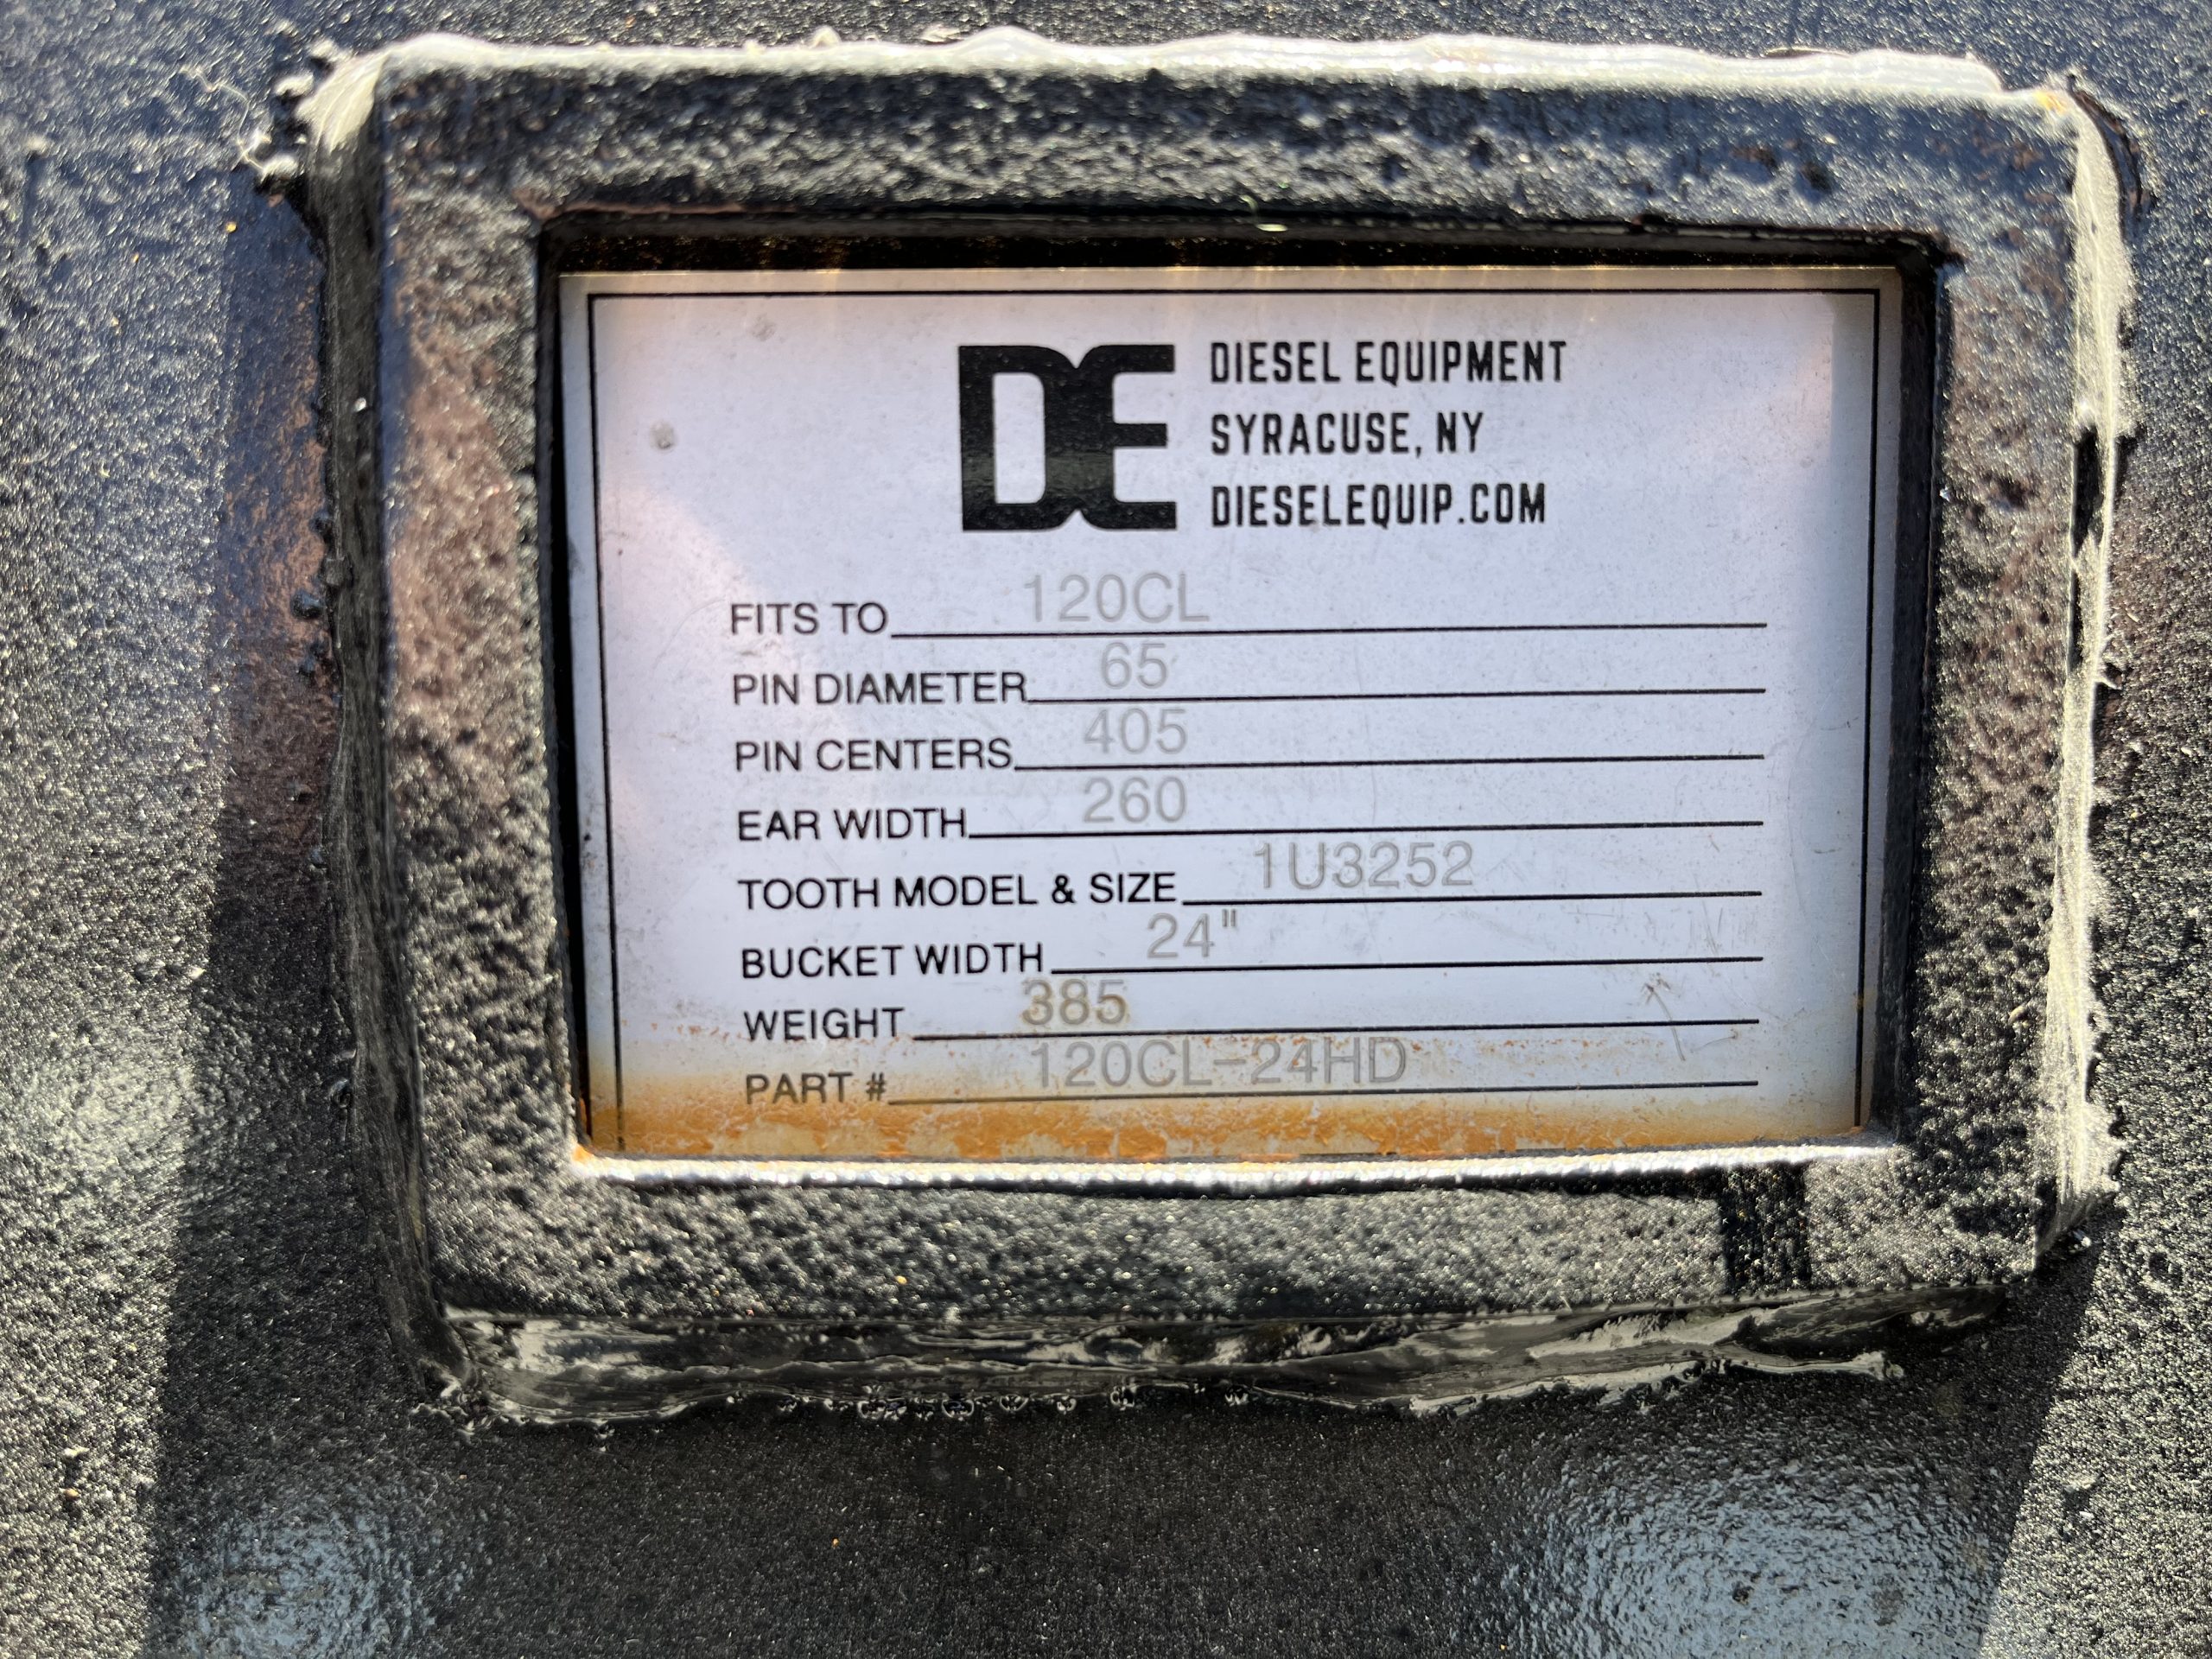 DE
DIESEL EQUIPMENT
SYRACUSE, NY
DIESELEQUIP.COM
FITS TO 120CL
PIN DIAMETER 65
PIN CENTERS 405
EAR WIDTH 260
TOOTH MODEL & SIZE 1U3252
BUCKET WIDTH 24"
WEIGHT 385
PART # 120CL-24HD